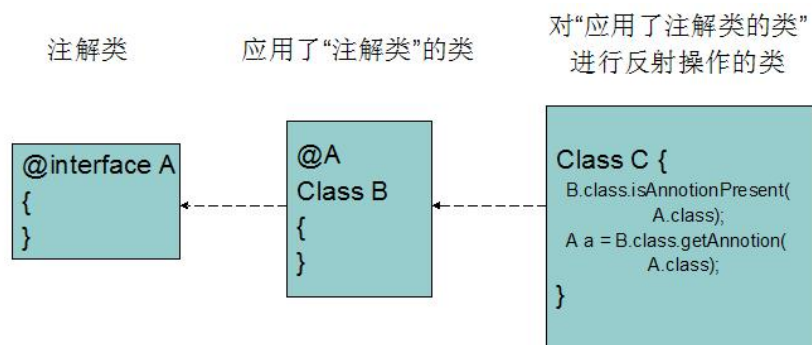 注解类
应用了“注解类”的类
对“应用了注解类的类”
进行反射操作的类
@interface A
{
}
@A
Class B
{
}
Class C {
B.class.isAnnotionPresent(
A.class);
A a = B.class.getAnnotion(
A.class);
}